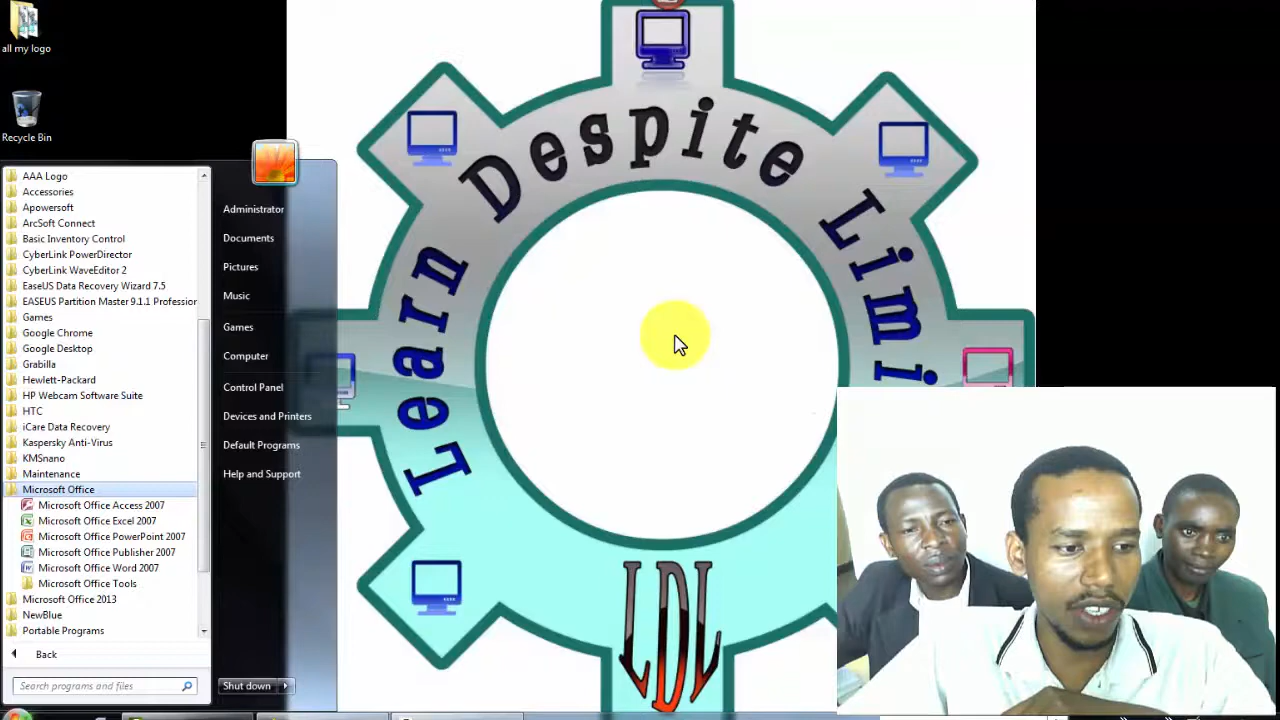 all my logo
Recycle Bin
Learn Despite Limi
LDL
AAA Logo
Accessories
Apowersoft
ArcSoft Connect
Basic Inventory Control
CyberLink PowerDirector
CyberLink WaveEditor 2
EaseUS Data Recovery Wizard 7.5
EASEUS Partition Master 9.1.1 Profession
Games
Google Chrome
Google Desktop
Grabilla
Hewlett-Packard
HP Webcam Software Suite
HTC
iCare Data Recovery
Kaspersky Anti-Virus
KMSnano
Maintenance
Microsoft Office
Microsoft Office Access 2007
Microsoft Office Excel 2007
Microsoft Office PowerPoint 2007
Microsoft Office Publisher 2007
Microsoft Office Word 2007
Microsoft Office Tools
Microsoft Office 2013
NewBlue
Portable Programs
Back
Search programs and files
Administrator
Documents
Pictures
Music
Games
Computer
Control Panel
Devices and Printers
Default Programs
Help and Support
Shut down